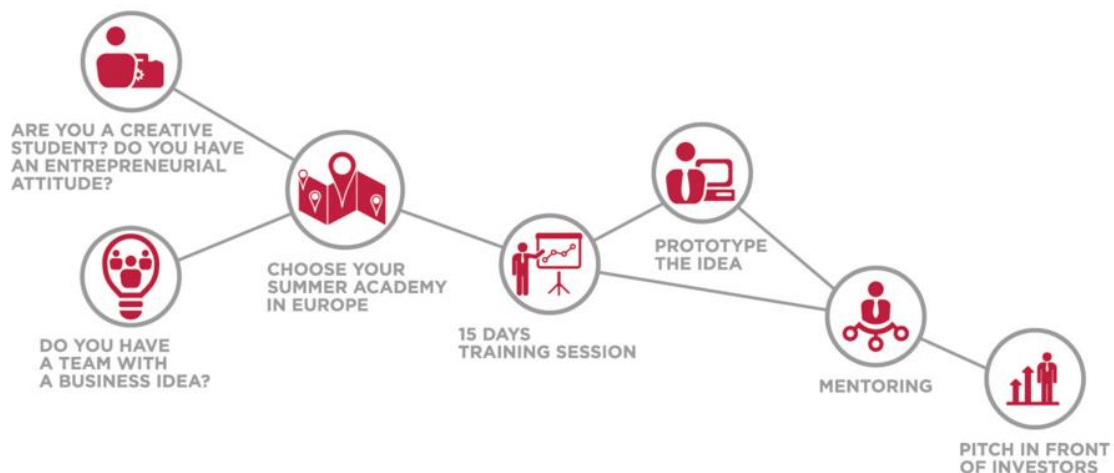 ARE YOU A CREATIVE
STUDENT? DO YOU HAVE
AN ENTREPRENEURIAL
ATTITUDE?
DO YOU HAVE
A TEAM WITH
A BUSINESS IDEA?
CHOOSE YOUR
SUMMER ACADEMY
IN EUROPE
15 DAYS
TRAINING SESSION
PROTOTYPE
THE IDEA
MENTORING
PITCH IN FRONT
OF INVESTORS